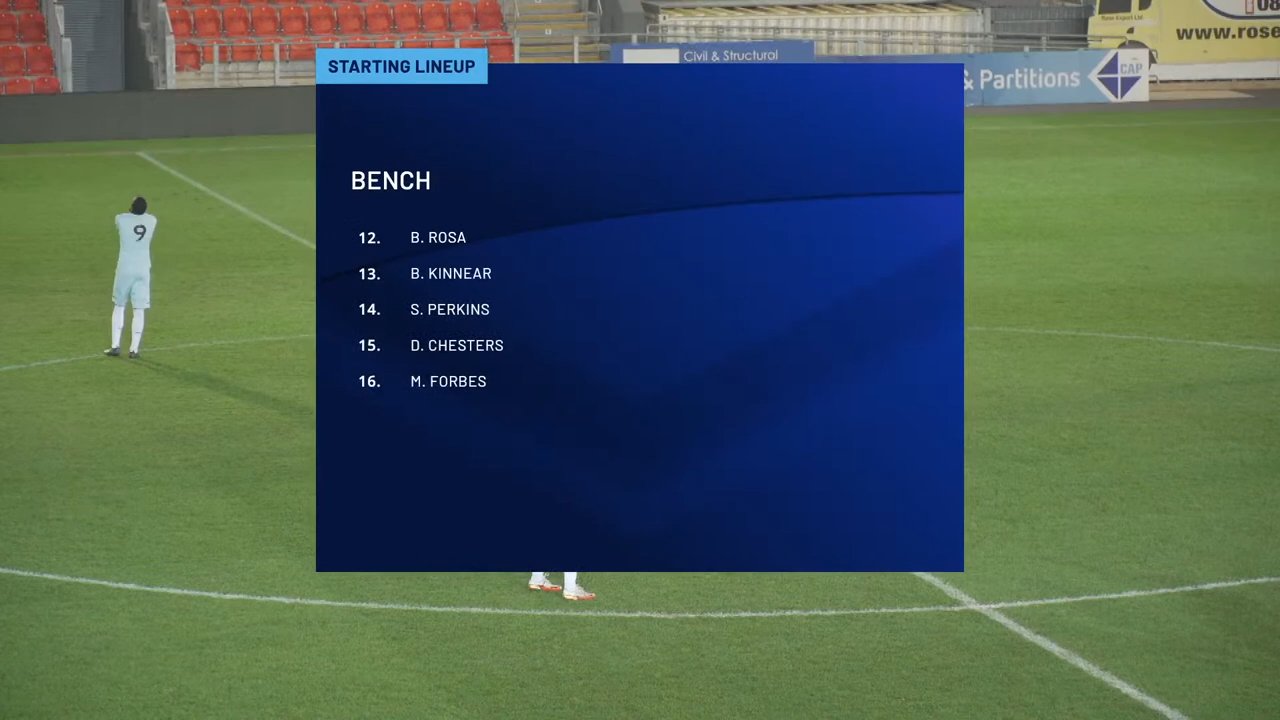 STARTING LINEUP
BENCH
12. B. ROSA
13. B. KINNEAR
14. S. PERKINS
15. D. CHESTERS
16. M. FORBES
9
Civil & Structural
& Partitions
CAP
08
www.rose